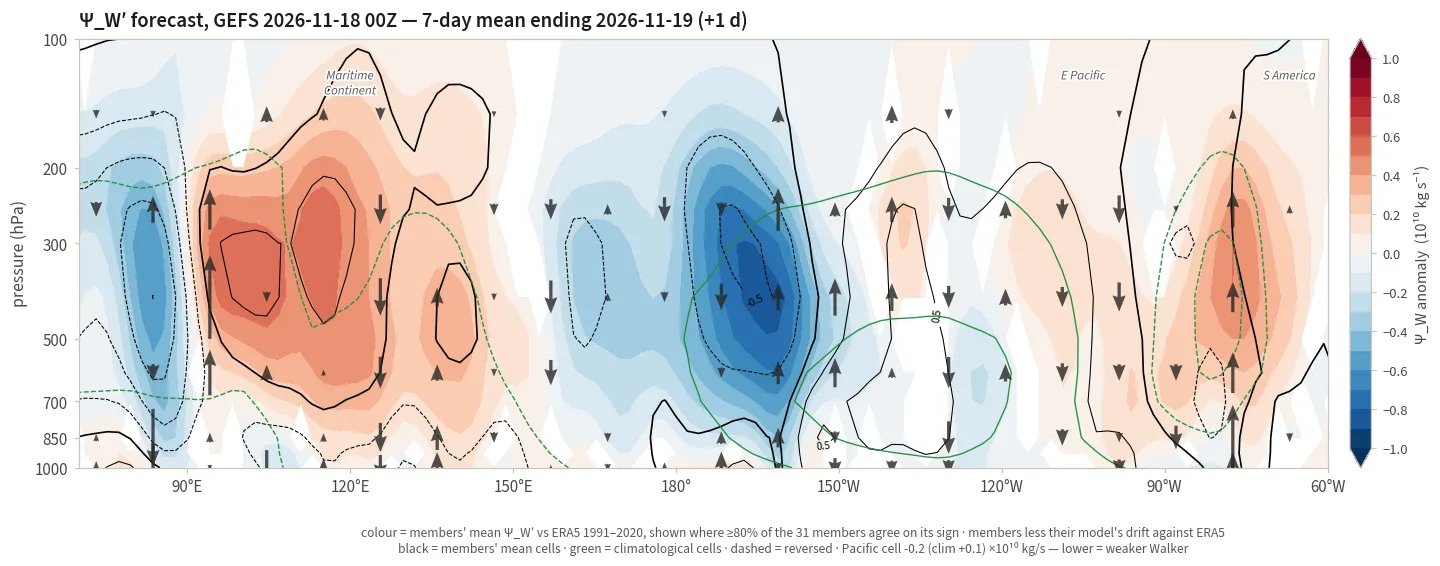 Ψ_W′ forecast, GEFS 2026-11-18 00Z — 7-day mean ending 2026-11-19 (+1 d)
100
200
300
400
500
700
850
1000
pressure (hPa)
Maritime
Continent
E Pacific
S America
-0.5
0.5
0.5
90°E
120°E
150°E
180°
150°W
120°W
90°W
60°W
1.0
0.8
0.6
0.4
0.2
0.0
−0.2
−0.4
−0.6
−0.8
−1.0
Ψ_W anomaly (10¹⁰ kg s⁻¹)
colour = members' mean Ψ_W′ vs ERA5 1991–2020, shown where ≥80% of the 31 members agree on its sign · members less their model's drift against ERA5
black = members' mean cells · green = climatological cells · dashed = reversed · Pacific cell -0.2 (clim +0.1) ×10¹⁰ kg/s — lower = weaker Walker